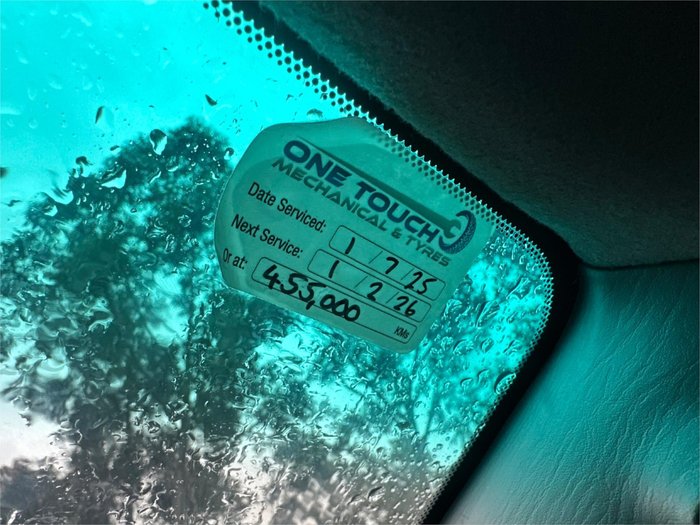 ONE TOUCH
MECHANICAL & TYRES
Date Serviced: 1 / 7 / 25
Next Service: 1 / 2 / 26
Or at: 455,000 KMs